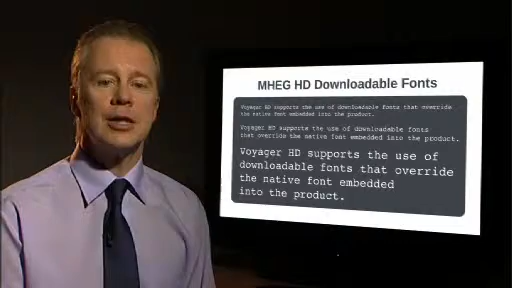 MHEG HD Downloadable Fonts
Voyager HD supports the use of downloadable fonts that override
the native font embedded into the product.
Voyager HD supports the use of downloadable fonts
that override the native font embedded into the product.
Voyager HD supports the use of
downloadable fonts that override
the native font embedded
into the product.